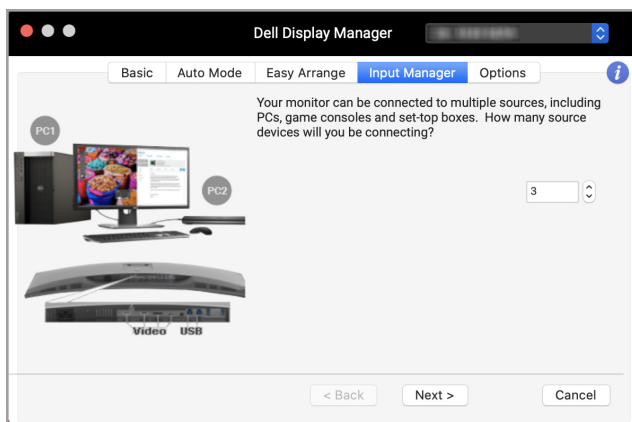 Dell Display Manager
Basic Auto Mode Easy Arrange Input Manager Options i
Your monitor can be connected to multiple sources, including
PCs, game consoles and set-top boxes. How many source
devices will you be connecting?
PC1
PC2
3
Video USB
< Back Next > Cancel